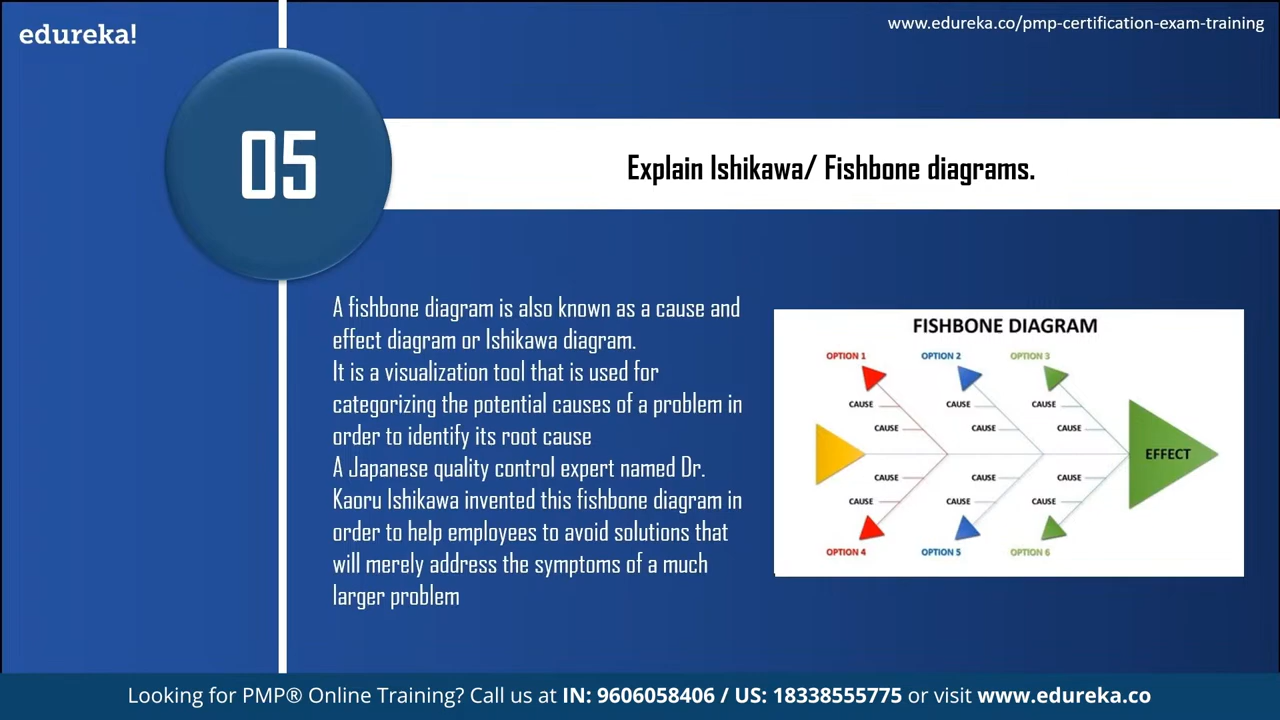 edureka!
www.edureka.co/pmp-certification-exam-training
05
Explain Ishikawa/ Fishbone diagrams.
A fishbone diagram is also known as a cause and
effect diagram or Ishikawa diagram.
It is a visualization tool that is used for
categorizing the potential causes of a problem in
order to identify its root cause
A Japanese quality control expert named Dr.
Kaoru Ishikawa invented this fishbone diagram in
order to help employees to avoid solutions that
will merely address the symptoms of a much
larger problem
FISHBONE DIAGRAM
OPTION 1 OPTION 2 OPTION 3
CAUSE CAUSE CAUSE
CAUSE CAUSE CAUSE
EFFECT
CAUSE CAUSE CAUSE
CAUSE CAUSE CAUSE
OPTION 4 OPTION 5 OPTION 6
Looking for PMP® Online Training? Call us at IN: 9606058406 / US: 18338555775 or visit www.edureka.co